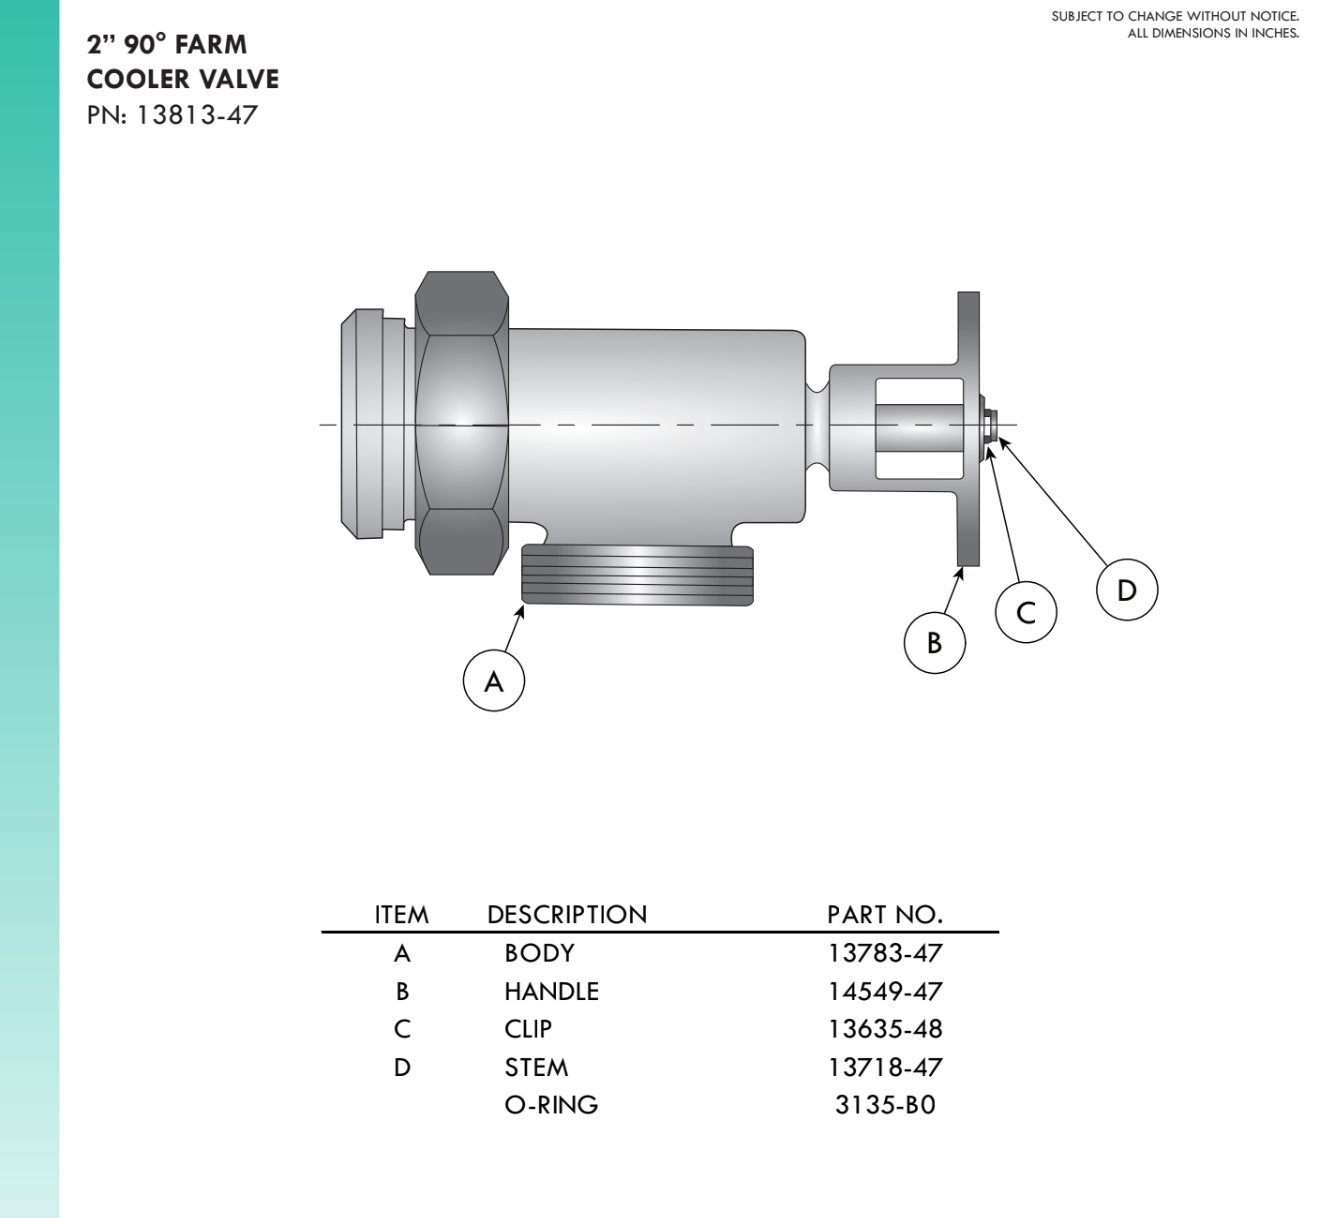 SUBJECT TO CHANGE WITHOUT NOTICE.
ALL DIMENSIONS IN INCHES.
2” 90° FARM
COOLER VALVE
PN: 13813-47
A
B
C
D
ITEM DESCRIPTION PART NO.
A BODY 13783-47
B HANDLE 14549-47
C CLIP 13635-48
D STEM 13718-47
O-RING 3135-B0